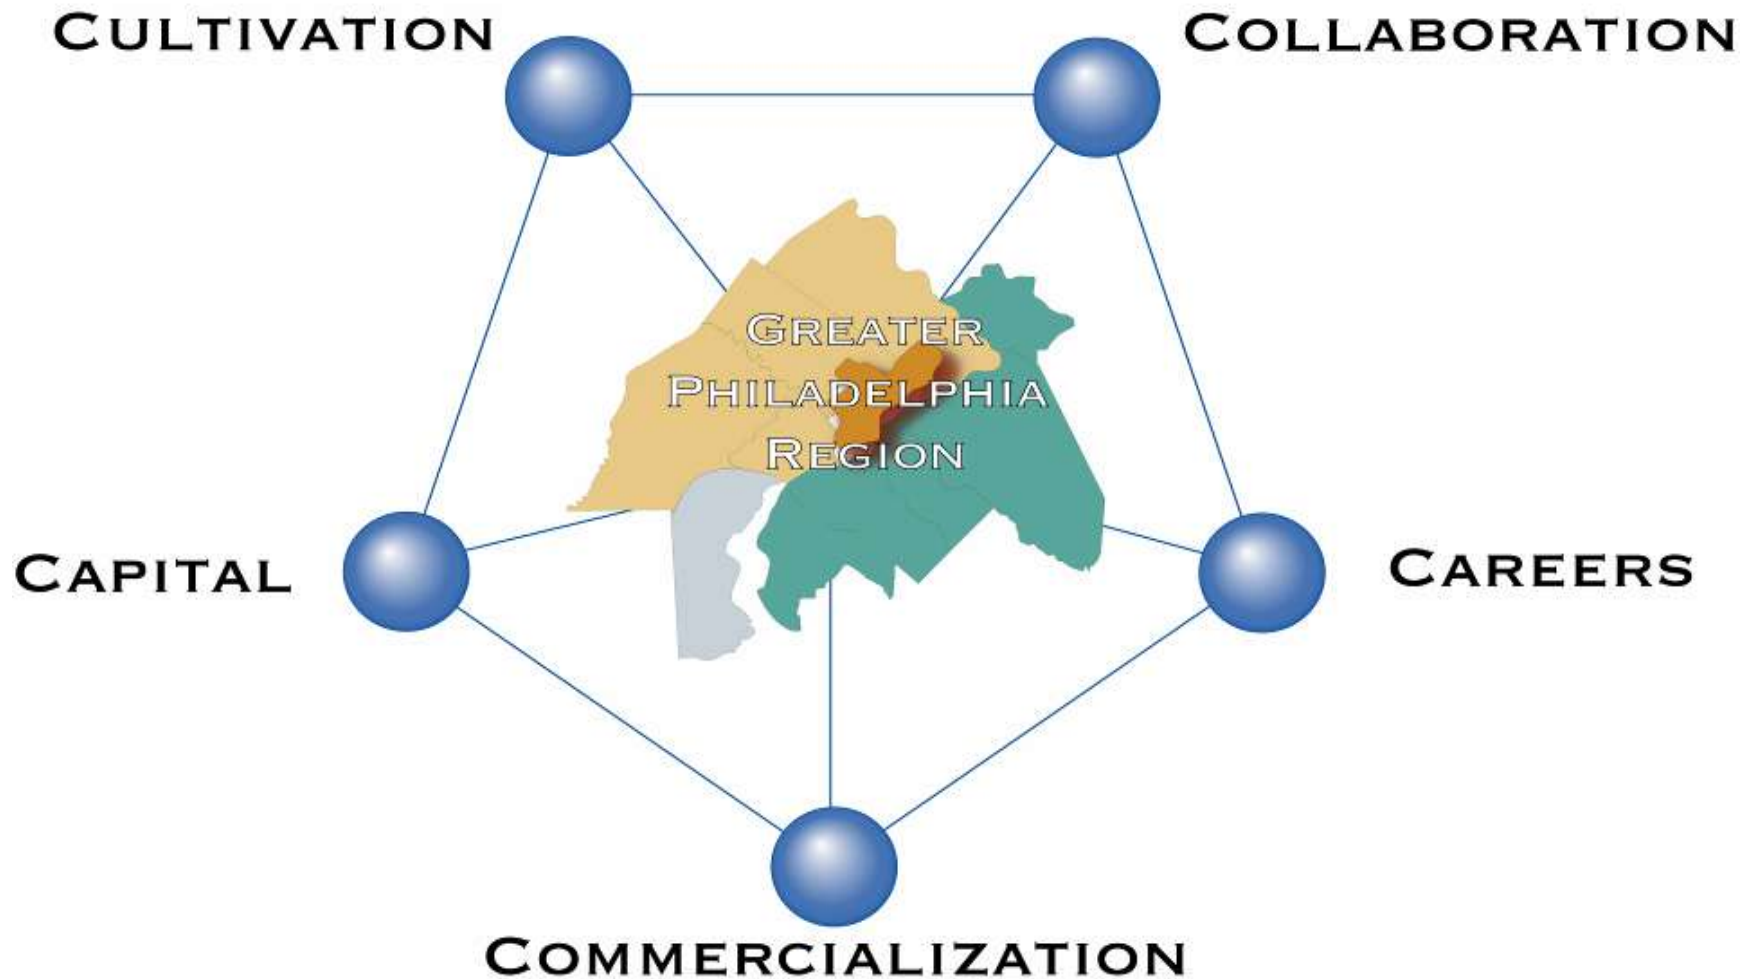 CULTIVATION
COLLABORATION
GREATER
PHILADELPHIA
REGION
CAPITAL
CAREERS
COMMERCIALIZATION